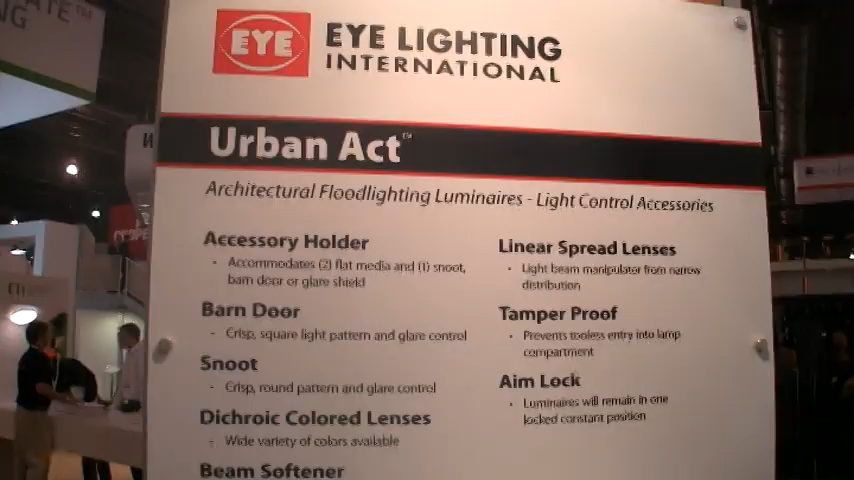 EYE
EYE LIGHTING
INTERNATIONAL
Urban Act™
Architectural Floodlighting Luminaires - Light Control Accessories
Accessory Holder
- Accommodates (2) flat media and (1) snoot,
barn door or glare shield
Barn Door
- Crisp, square light pattern and glare control
Snoot
- Crisp, round pattern and glare control
Dichroic Colored Lenses
- Wide variety of colors available
Beam Softener
Linear Spread Lenses
- Light beam manipulator from narrow
distribution
Tamper Proof
- Prevents tooless entry into lamp
compartment
Aim Lock
- Luminaires will remain in one
locked constant position